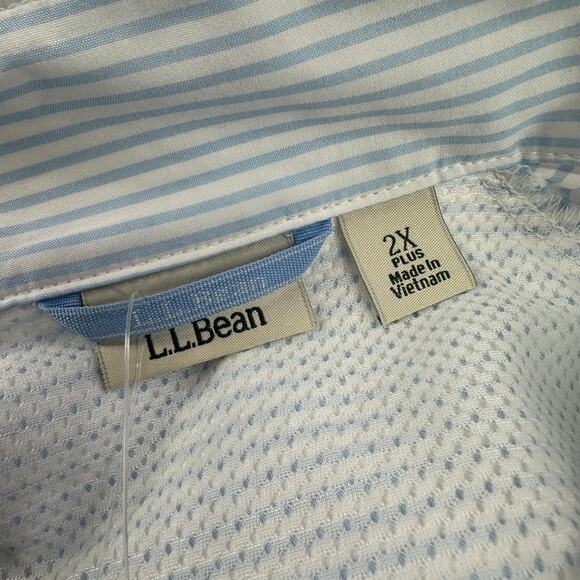 L.L.Bean
2X
PLUS
Made In
Vietnam